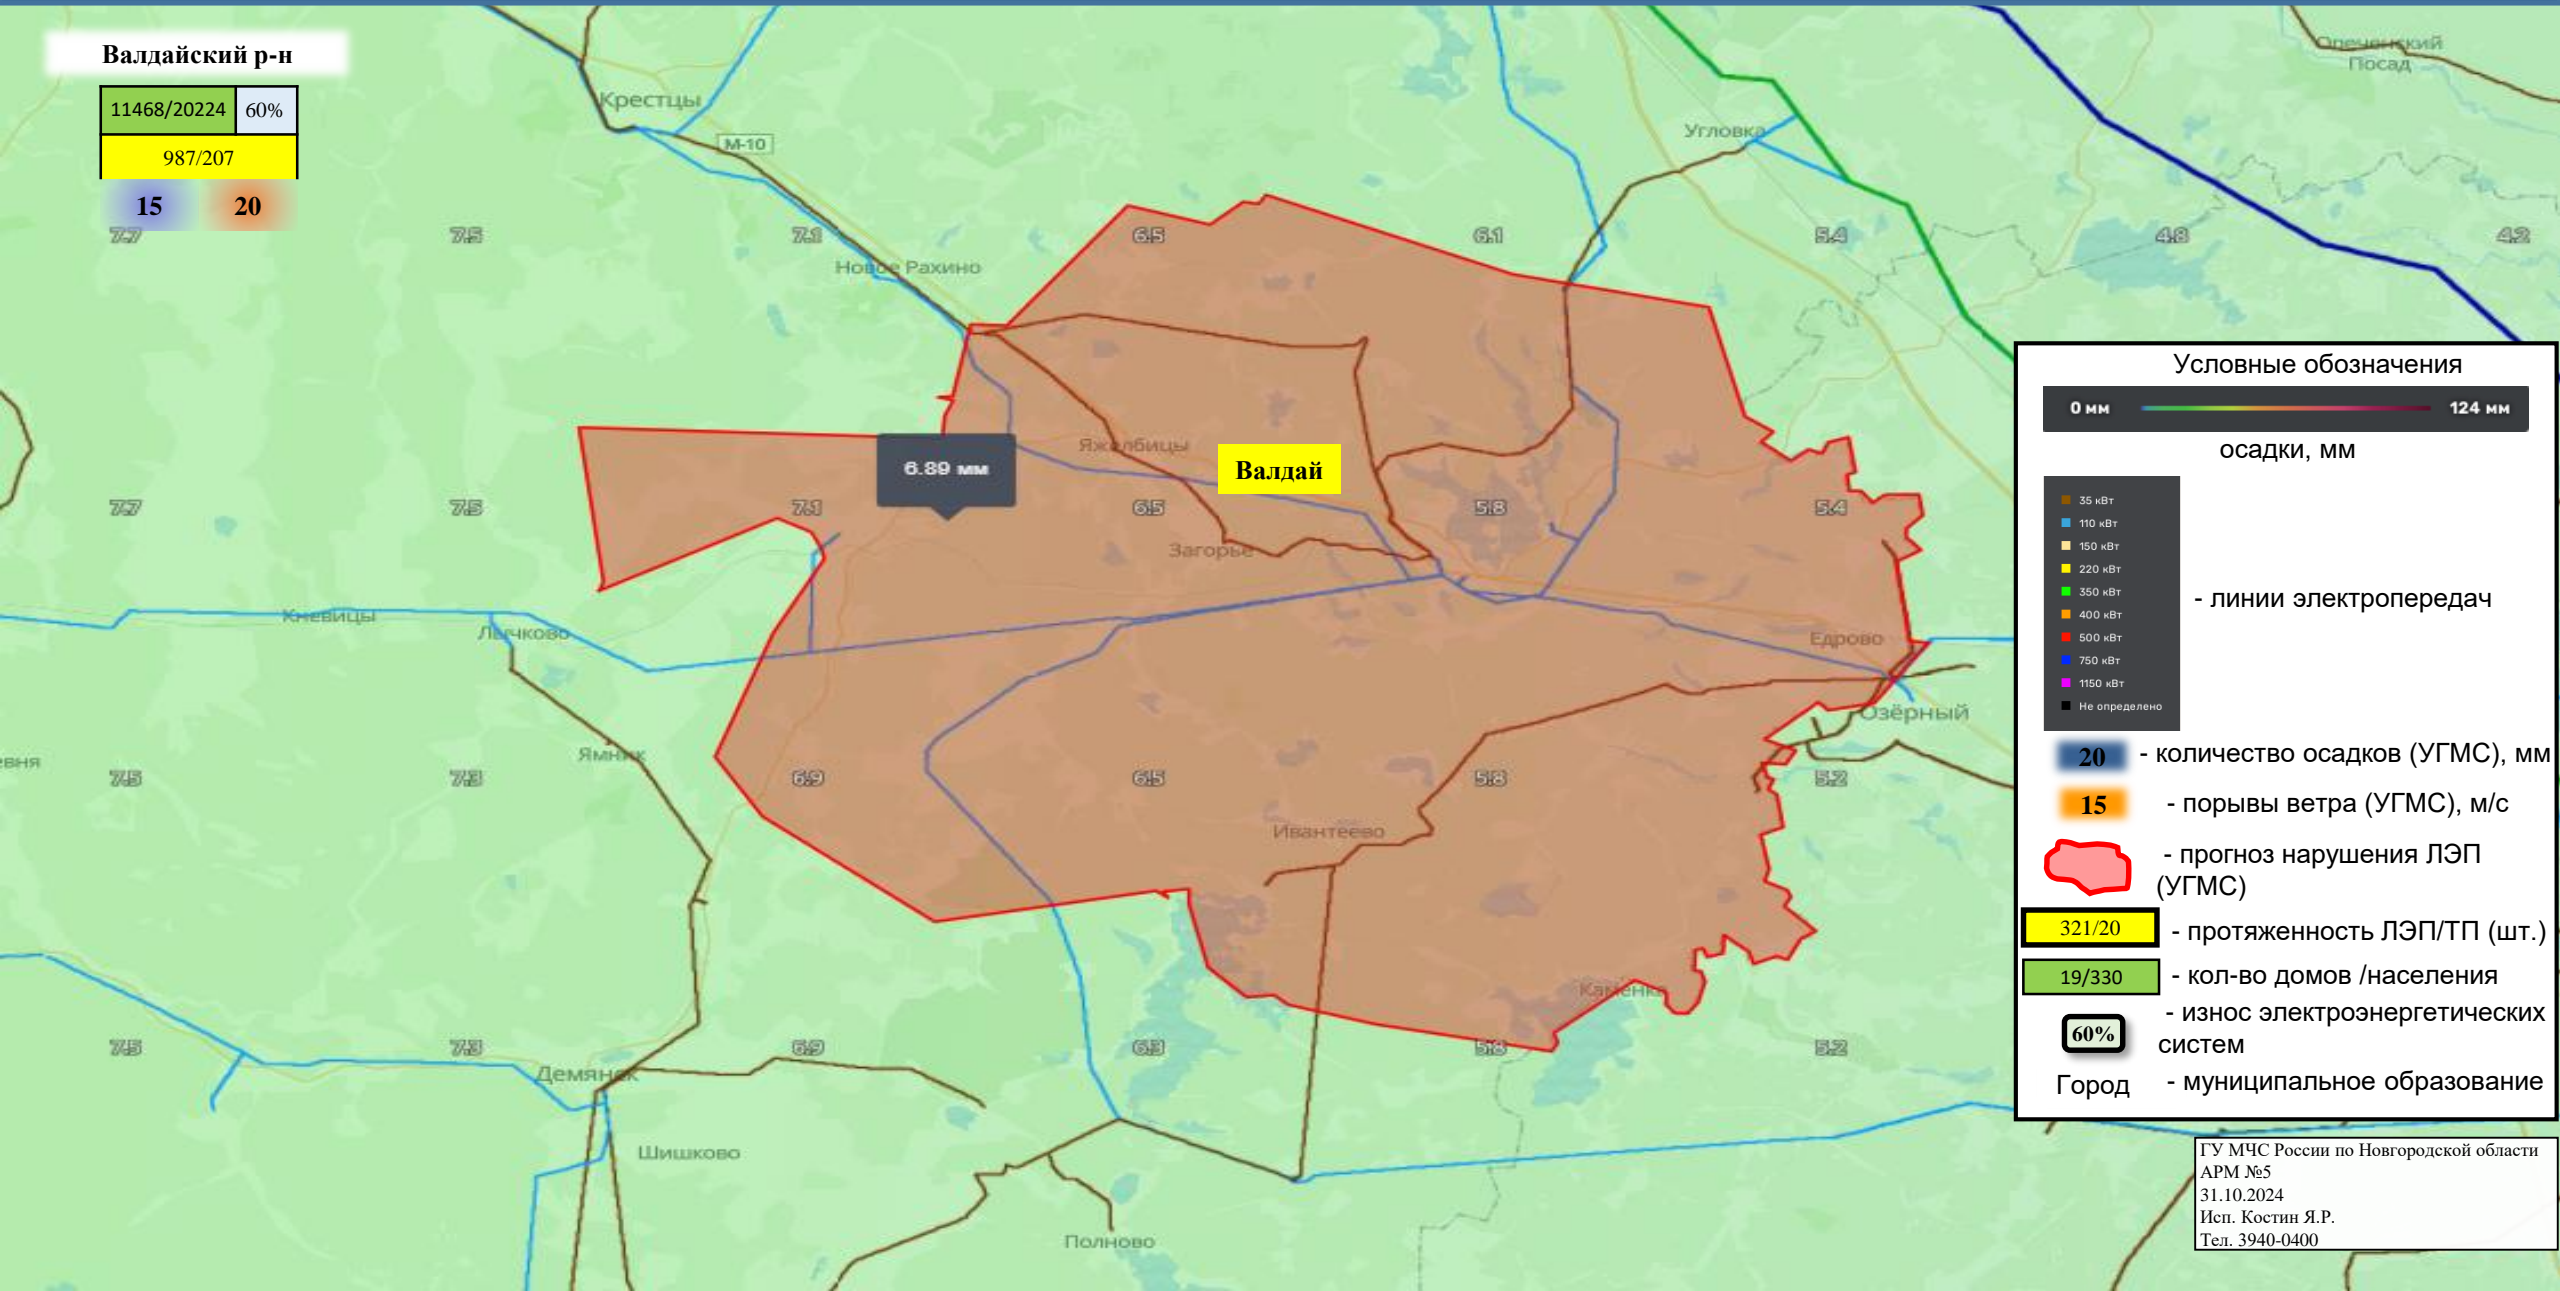 Валдайский р-н
11468/20224 60%
987/207
15 20
Опеченский
Посад
Крестцы
М-10
Угловка
7.7 7.5 7.1 6.5 6.1 5.4 4.8 4.2
Новое Рахино
Яжелбицы
Валдай
6.89 мм
7.7 7.5 7.1 6.5 5.8 5.4
Загорье
Кневицы
Лычково
Едрово
Озёрный
Ямник
7.5 7.3 6.9 6.5 5.8 5.2
Ивантеево
Каменка
7.5 7.3 6.9 6.3 5.8 5.2
Демянск
Шишково
Полново
Условные обозначения
0 мм 124 мм
осадки, мм
35 кВт
110 кВт
150 кВт
220 кВт
350 кВт
400 кВт
500 кВт
750 кВт
1150 кВт
Не определено
- линии электропередач
20 - количество осадков (УГМС), мм
15 - порывы ветра (УГМС), м/с
- прогноз нарушения ЛЭП
(УГМС)
321/20 - протяженность ЛЭП/ТП (шт.)
19/330 - кол-во домов /населения
60% - износ электроэнергетических
систем
Город - муниципальное образование
ГУ МЧС России по Новгородской области
АРМ №5
31.10.2024
Исп. Костин Я.Р.
Тел. 3940-0400